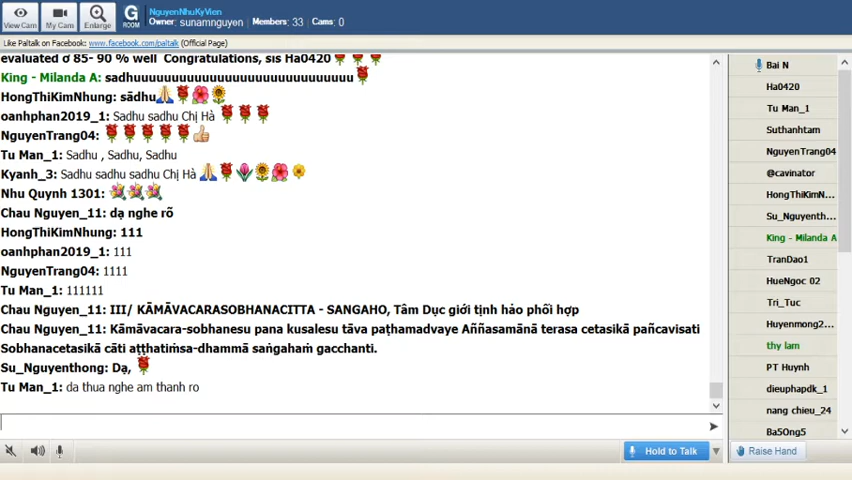 NguyenNhuKyVien
Owner: sunamnguyen Members: 33 Cams: 0
View Cam My Cam Enlarge G ROOM
Like Paltalk on Facebook: www.facebook.com/paltalk (Official Page)
evaluated ơ 85- 90 % well Congratulations, sis Ha0420
King - Milanda A: sadhuuuuuuuuuuuuuuuuuuuuuuuuuuuuuu
HongThiKimNhung: sādhu
oanhphan2019_1: Sadhu sadhu Chị Hà
NguyenTrang04:
Tu Man_1: Sadhu , Sadhu, Sadhu
Kyanh_3: Sadhu sadhu sadhu Chị Hà
Nhu Quynh 1301:
Chau Nguyen_11: dạ nghe rõ
HongThiKimNhung: 111
oanhphan2019_1: 111
NguyenTrang04: 1111
Tu Man_1: 111111
Chau Nguyen_11: III/ KĀMĀVACARASOBHANACITTA - SANGAHO, Tâm Dục giới tịnh hảo phối hợp
Chau Nguyen_11: Kāmāvacara-sobhanesu pana kusalesu tāva paṭhamadvaye Aññasamānā terasa cetasikā pañcavisati
Sobhanacetasikā cāti aṭṭhatiṁsa-dhammā saṅgahaṁ gacchanti.
Su_Nguyenthong: Dạ,
Tu Man_1: da thua nghe am thanh ro
Hold to Talk
Raise Hand
Bai N
Ha0420
Tu Man_1
Suthanhtam
NguyenTrang04
@cavinator
HongThiKimN...
Su_Nguyenth...
King - Milanda A
TranDao1
HueNgoc 02
Tri_Tuc
Huyenmong2...
thy lam
PT Huynh
dieuphapdk_1
nang chieu_24
BaSOng5